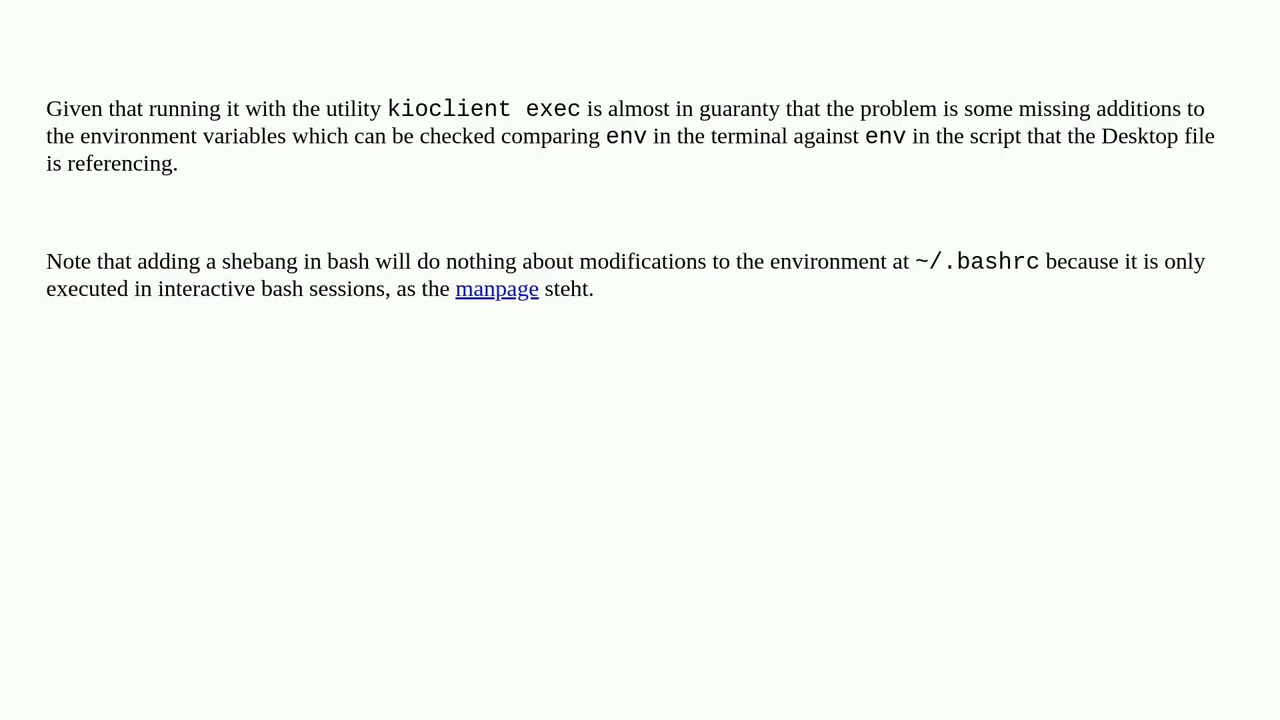 Given that running it with the utility kioclient exec is almost in guaranty that the problem is some missing additions to
the environment variables which can be checked comparing env in the terminal against env in the script that the Desktop file
is referencing.
Note that adding a shebang in bash will do nothing about modifications to the environment at ~/.bashrc because it is only
executed in interactive bash sessions, as the manpage steht.